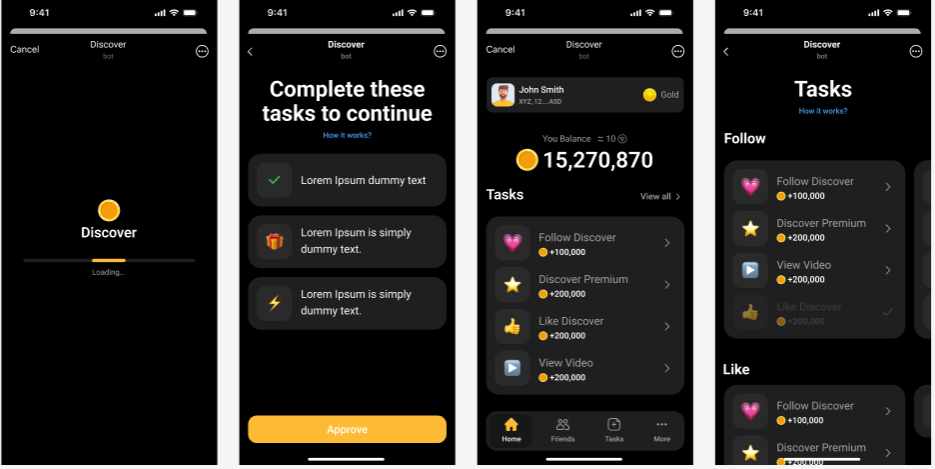 9:41
Cancel
Discover
bot
Discover
Loading...
9:41
Discover
bot
Complete these
tasks to continue
How it works?
Lorem Ipsum dummy text
Lorem Ipsum is simply
dummy text.
Lorem Ipsum is simply
dummy text.
Approve
9:41
Cancel
Discover
bot
John Smith
XYZ_12....ASD
Gold
You Balance ≈ 10
15,270,870
Tasks
View all
Follow Discover
+100,000
Discover Premium
+200,000
Like Discover
+200,000
View Video
+200,000
Home
Friends
Tasks
More
9:41
Discover
bot
Tasks
How it works?
Follow
Follow Discover
+100,000
Discover Premium
+200,000
View Video
+200,000
Like Discover
+200,000
Like
Follow Discover
+100,000
Discover Premium
+200,000